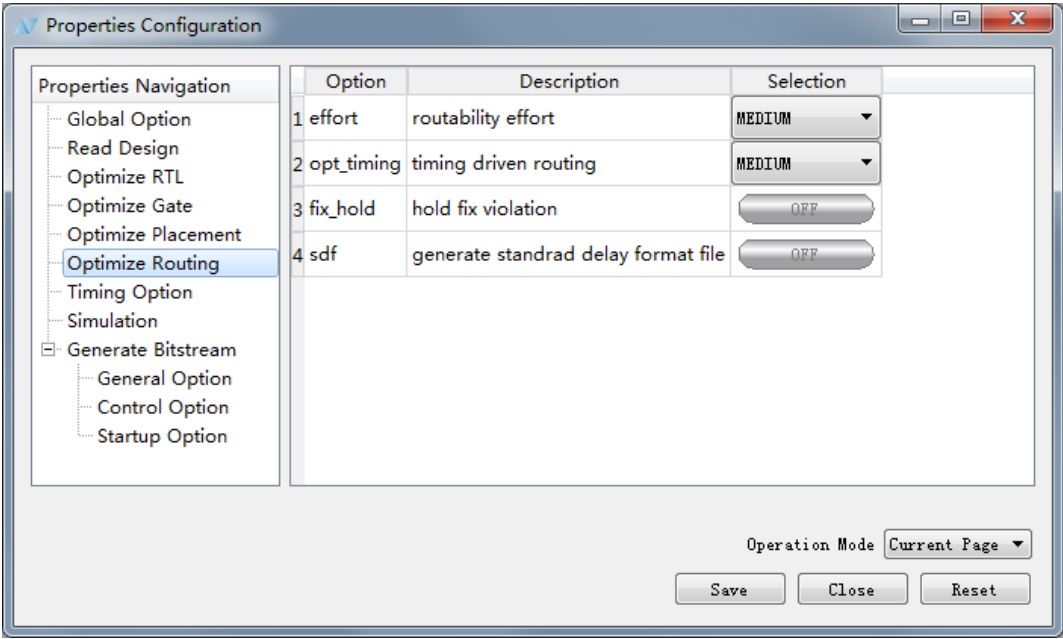 Properties Configuration
Properties Navigation
Global Option
Read Design
Optimize RTL
Optimize Gate
Optimize Placement
Optimize Routing
Timing Option
Simulation
Generate Bitstream
General Option
Control Option
Startup Option
Option Description Selection
1 effort routability effort MEDIUM
2 opt_timing timing driven routing MEDIUM
3 fix_hold hold fix violation OFF
4 sdf generate standrad delay format file OFF
Operation Mode Current Page
Save Close Reset